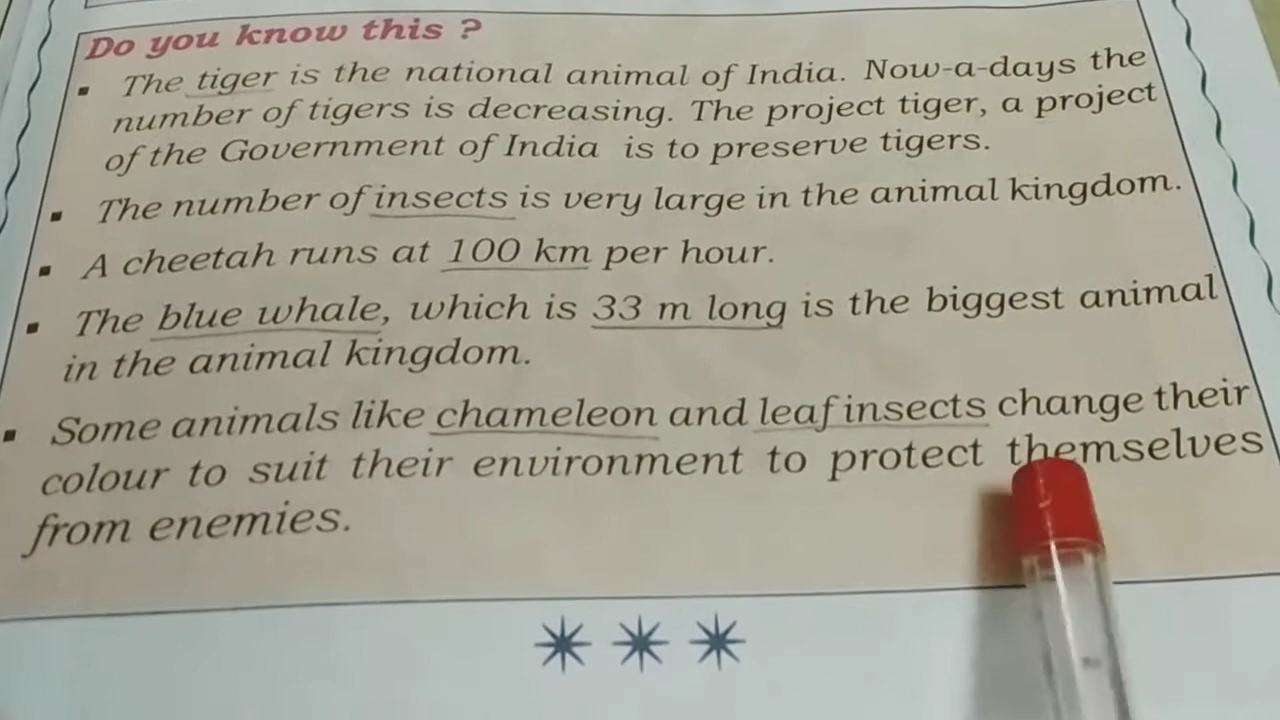 Do you know this ?
▪ The tiger is the national animal of India. Now-a-days the
number of tigers is decreasing. The project tiger, a project
of the Government of India is to preserve tigers.
▪ The number of insects is very large in the animal kingdom.
▪ A cheetah runs at 100 km per hour.
▪ The blue whale, which is 33 m long is the biggest animal
in the animal kingdom.
▪ Some animals like chameleon and leaf insects change their
colour to suit their environment to protect themselves
from enemies.